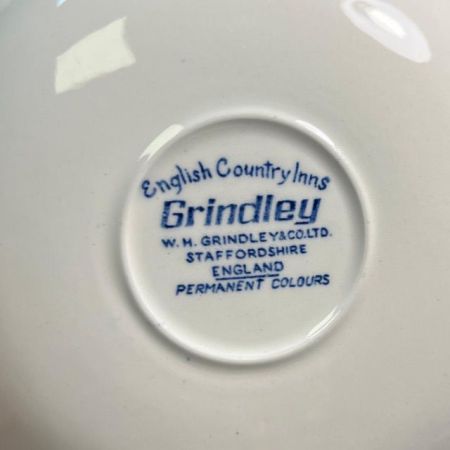 English Country Inns
Grindley
W. H. GRINDLEY & CO. LTD.
STAFFORDSHIRE
ENGLAND
PERMANENT COLOURS